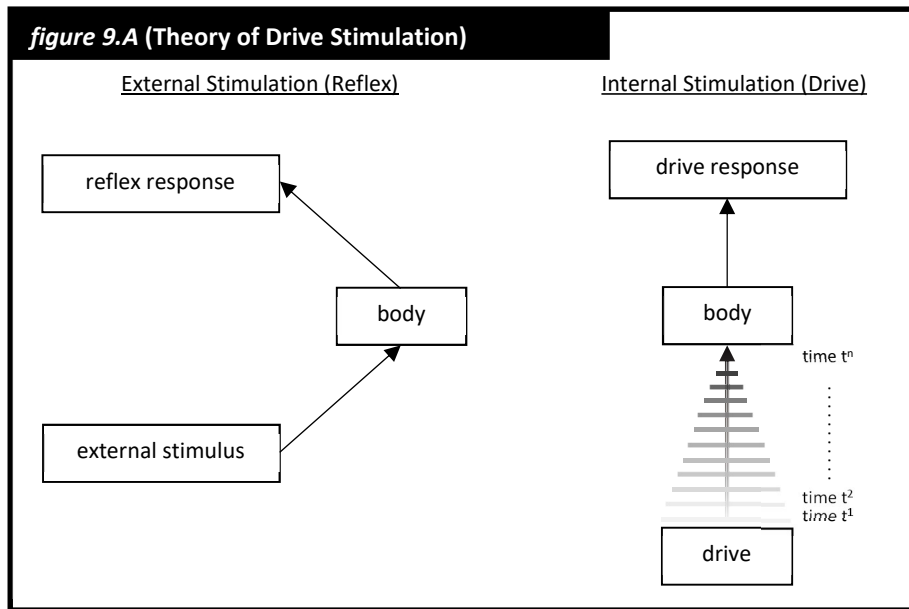 figure 9.A (Theory of Drive Stimulation)
External Stimulation (Reflex)
Internal Stimulation (Drive)
reflex response
drive response
body
body
time tⁿ
external stimulus
time t²
time t¹
drive